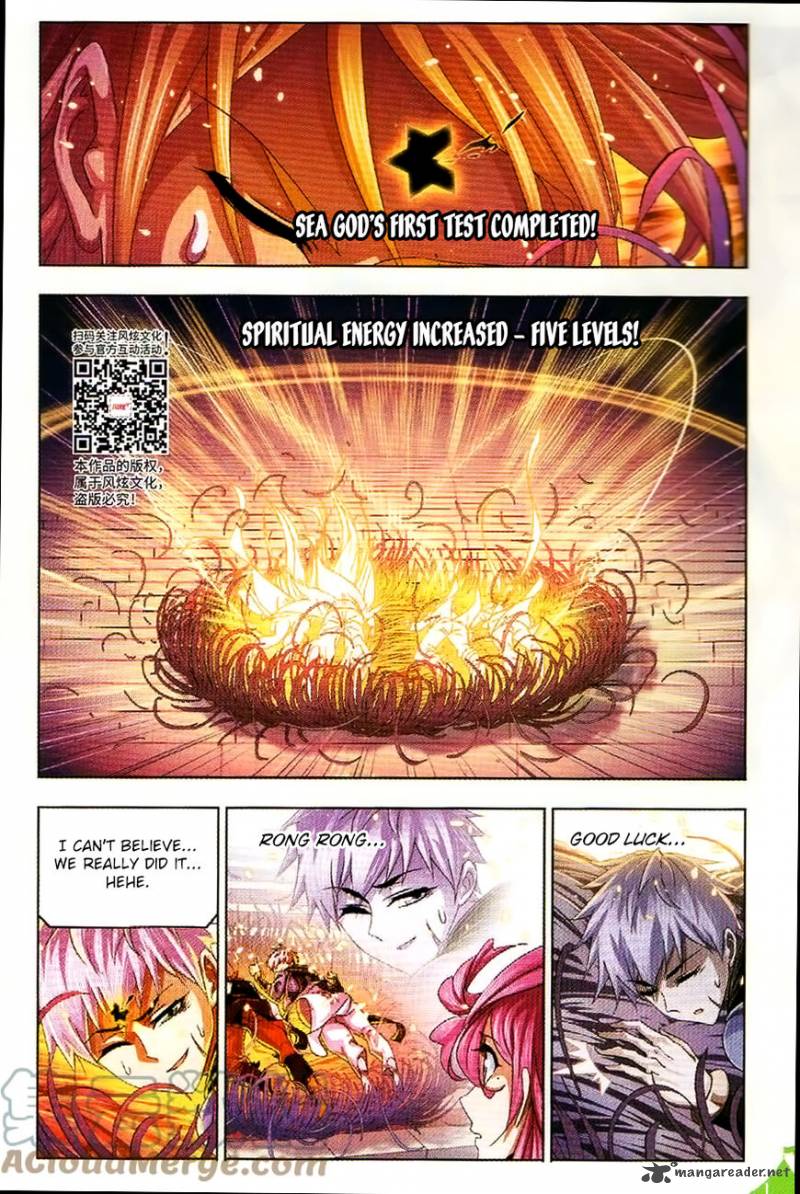 SEA GOD'S FIRST TEST COMPLETED!
SPIRITUAL ENERGY INCREASED - FIVE LEVELS!
扫码关注风炫文化
参与官方互动活动
本作品的版权,
属于风炫文化,
盗版必究!
I CAN'T BELIEVE...
WE REALLY DID IT...
HEHE.
RONG RONG...
GOOD LUCK...
ACloudMerge.com
mangareader.net